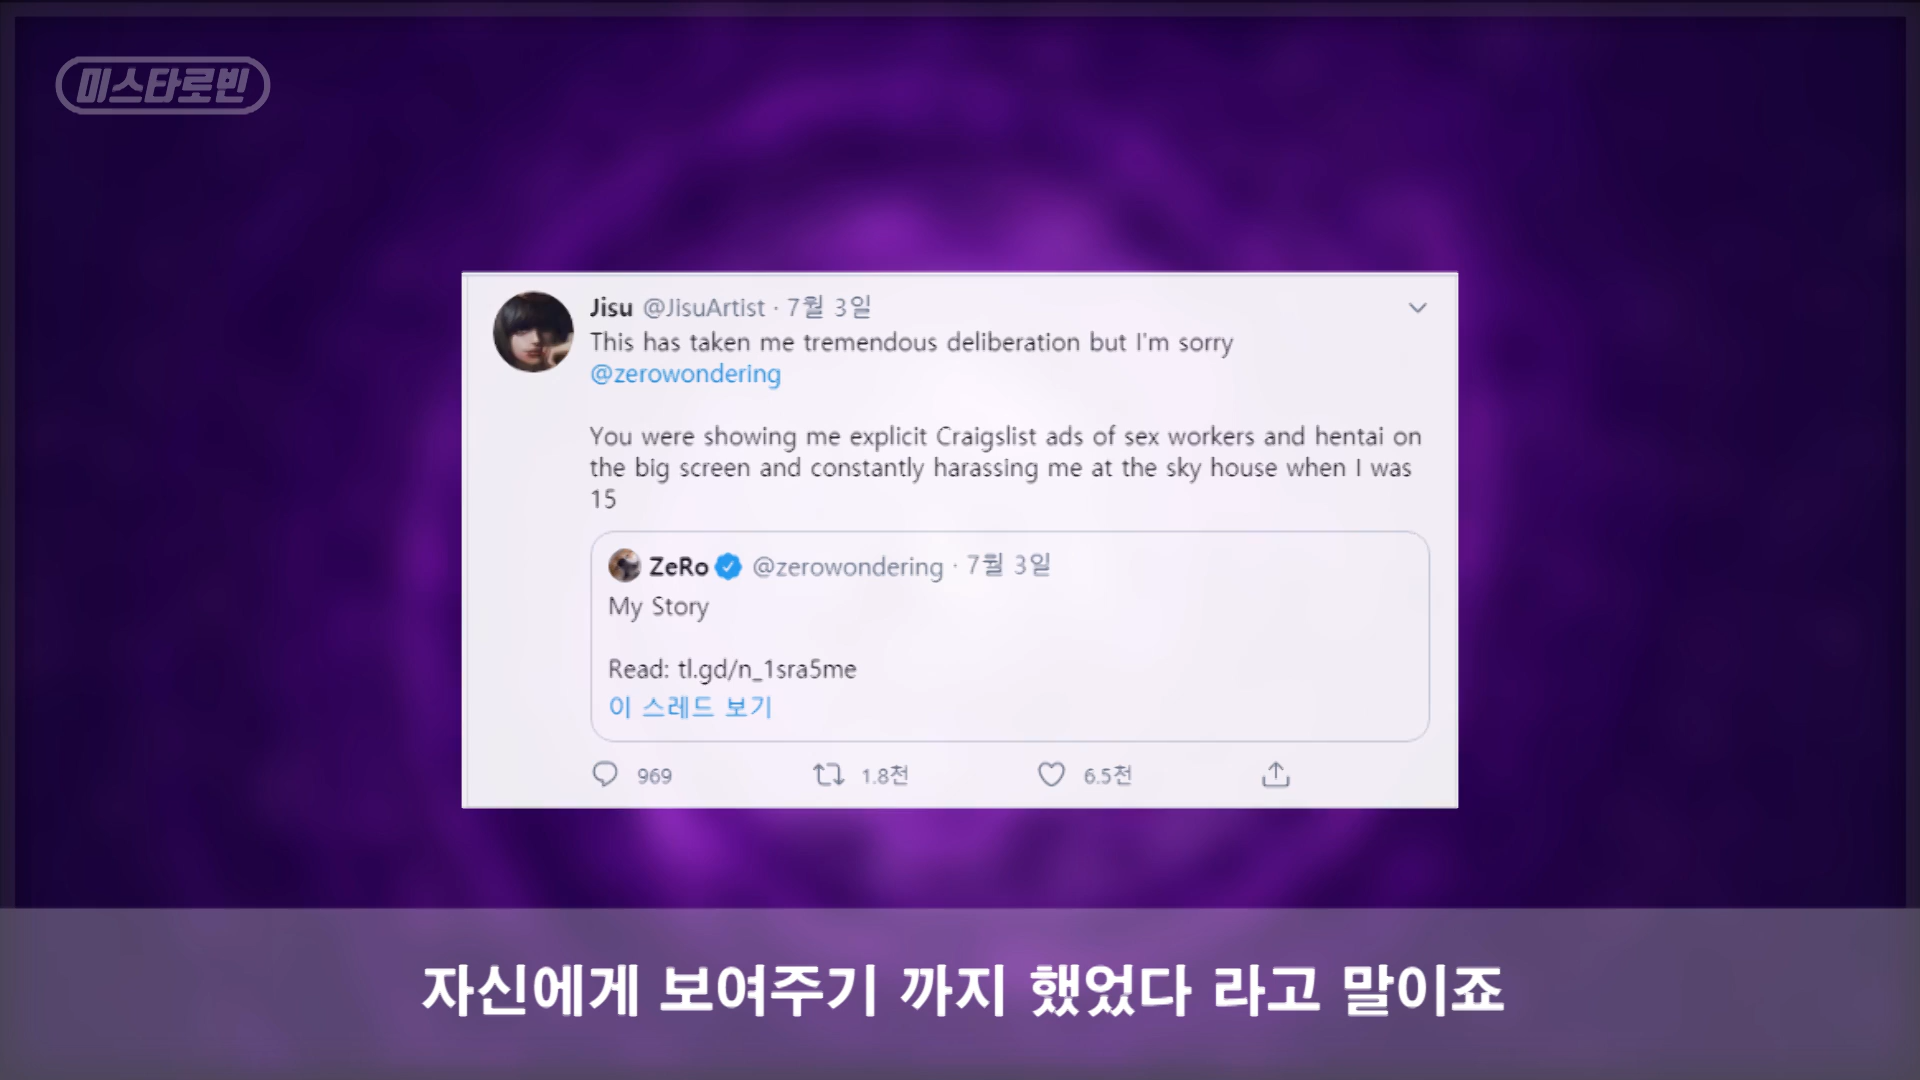 미스타로빈
Jisu @JisuArtist · 7월 3일
This has taken me tremendous deliberation but I'm sorry
@zerowondering
You were showing me explicit Craigslist ads of sex workers and hentai on
the big screen and constantly harassing me at the sky house when I was
15
ZeRo @zerowondering · 7월 3일
My Story
Read: tl.gd/n_1sra5me
이 스레드 보기
969 1.8천 6.5천
자신에게 보여주기 까지 했었다 라고 말이죠